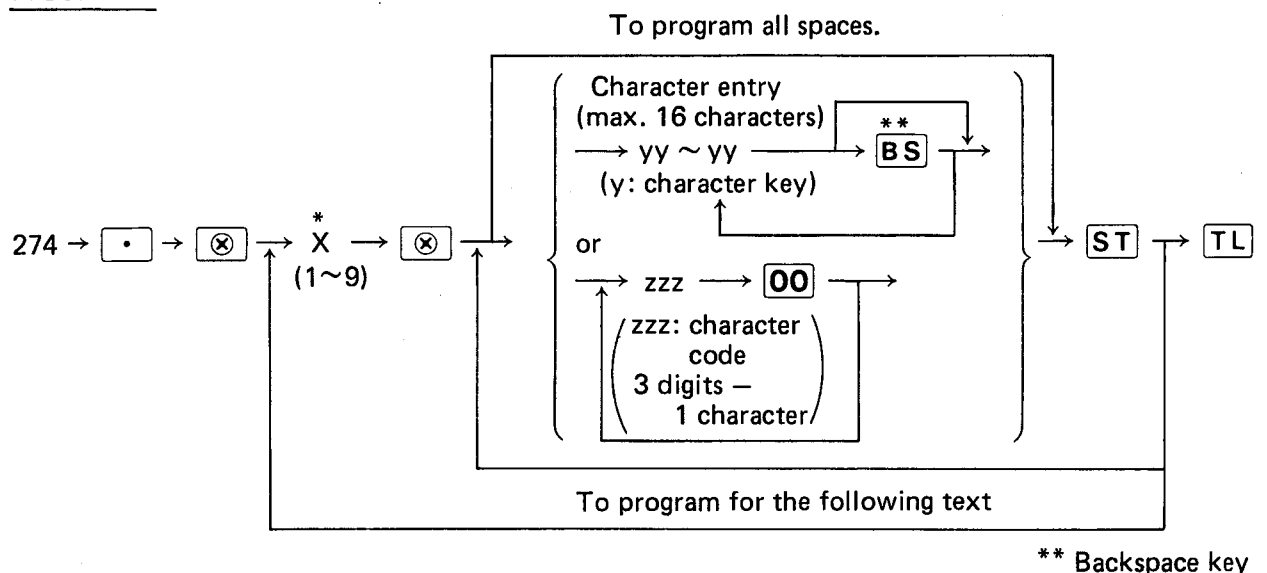 To program all spaces.
Character entry
(max. 16 characters)
**
yy ~ yy
BS
(y: character key)
274 → · → ⊗ → X → ⊗
*
(1~9)
or
ST → TL
zzz → 00
(zzz: character
code
3 digits —
1 character)
To program for the following text
** Backspace key